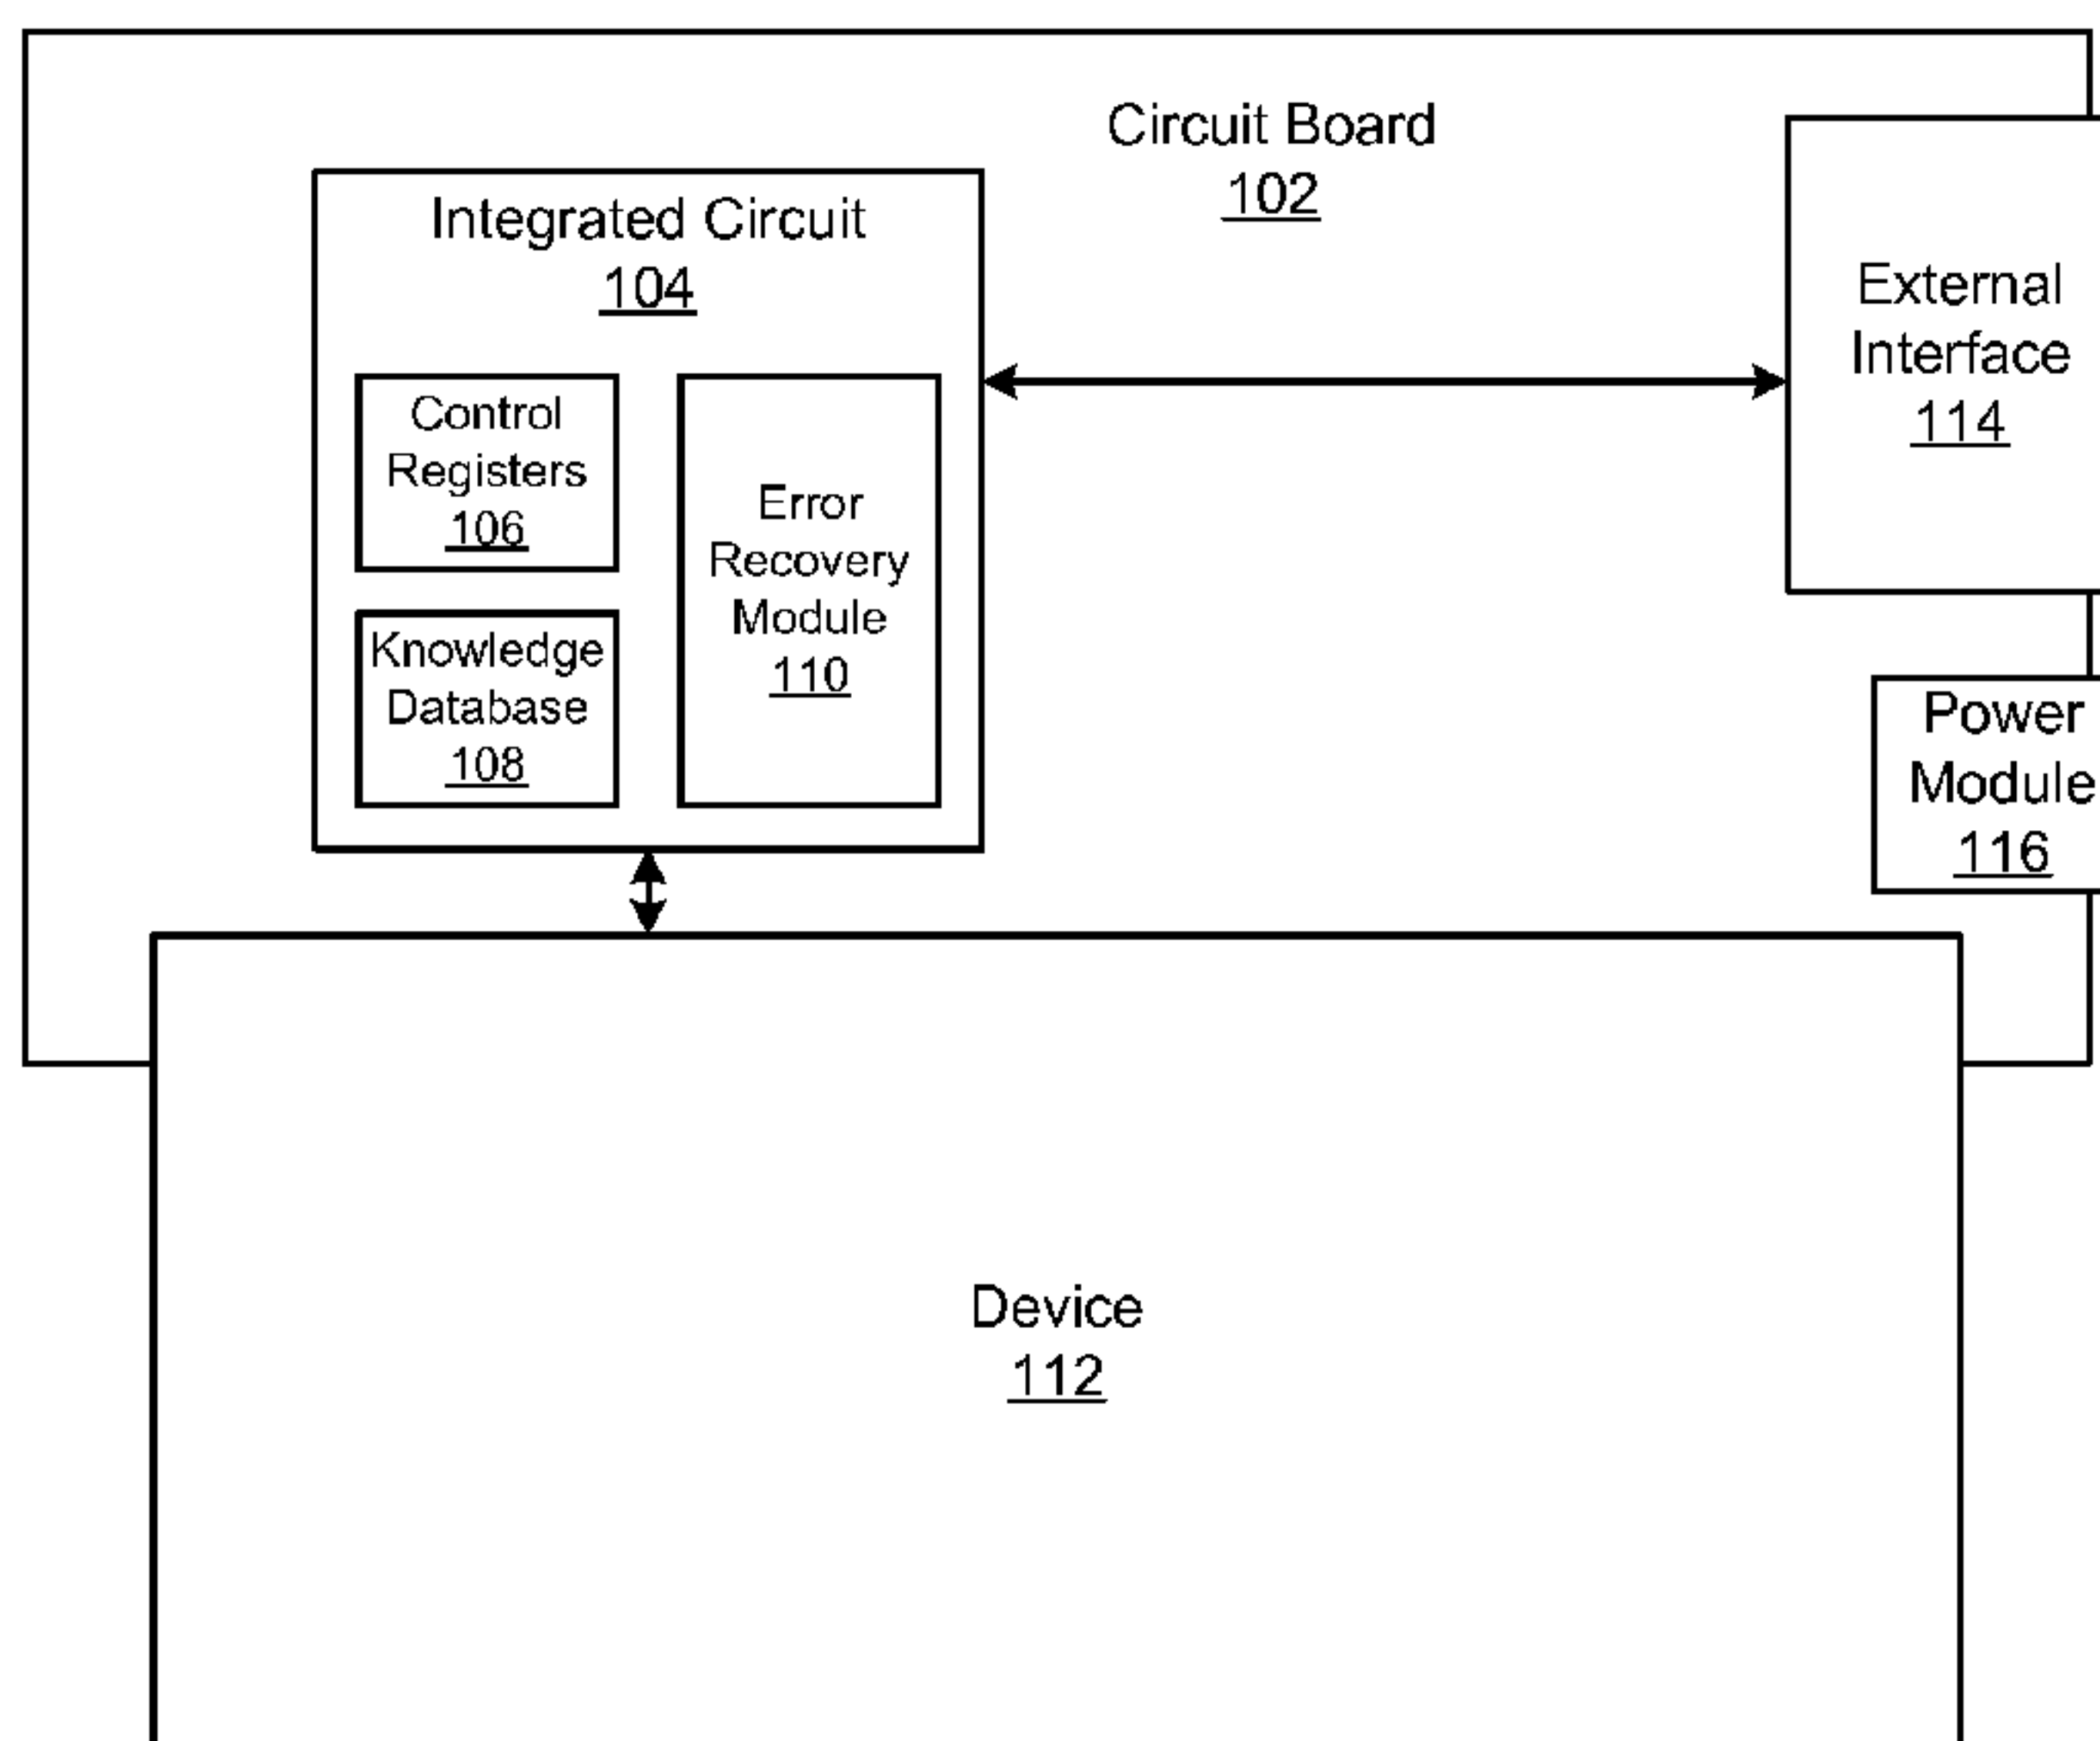 Circuit Board
102
Integrated Circuit
104
Control
Registers
106
Knowledge
Database
108
Error
Recovery
Module
110
External
Interface
114
Power
Module
116
Device
112